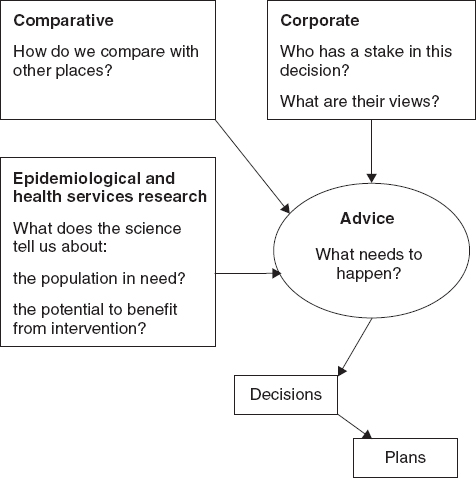 Comparative
How do we compare with
other places?
Corporate
Who has a stake in this
decision?
What are their views?
Epidemiological and
health services research
What does the science
tell us about:
the population in need?
the potential to benefit
from intervention?
Advice
What needs to
happen?
Decisions
Plans